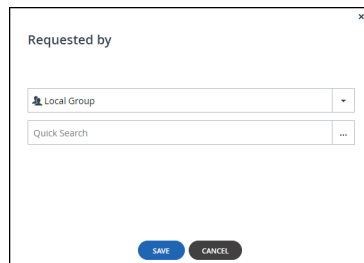 ×
Requested by
Local Group
Quick Search
...
SAVE CANCEL